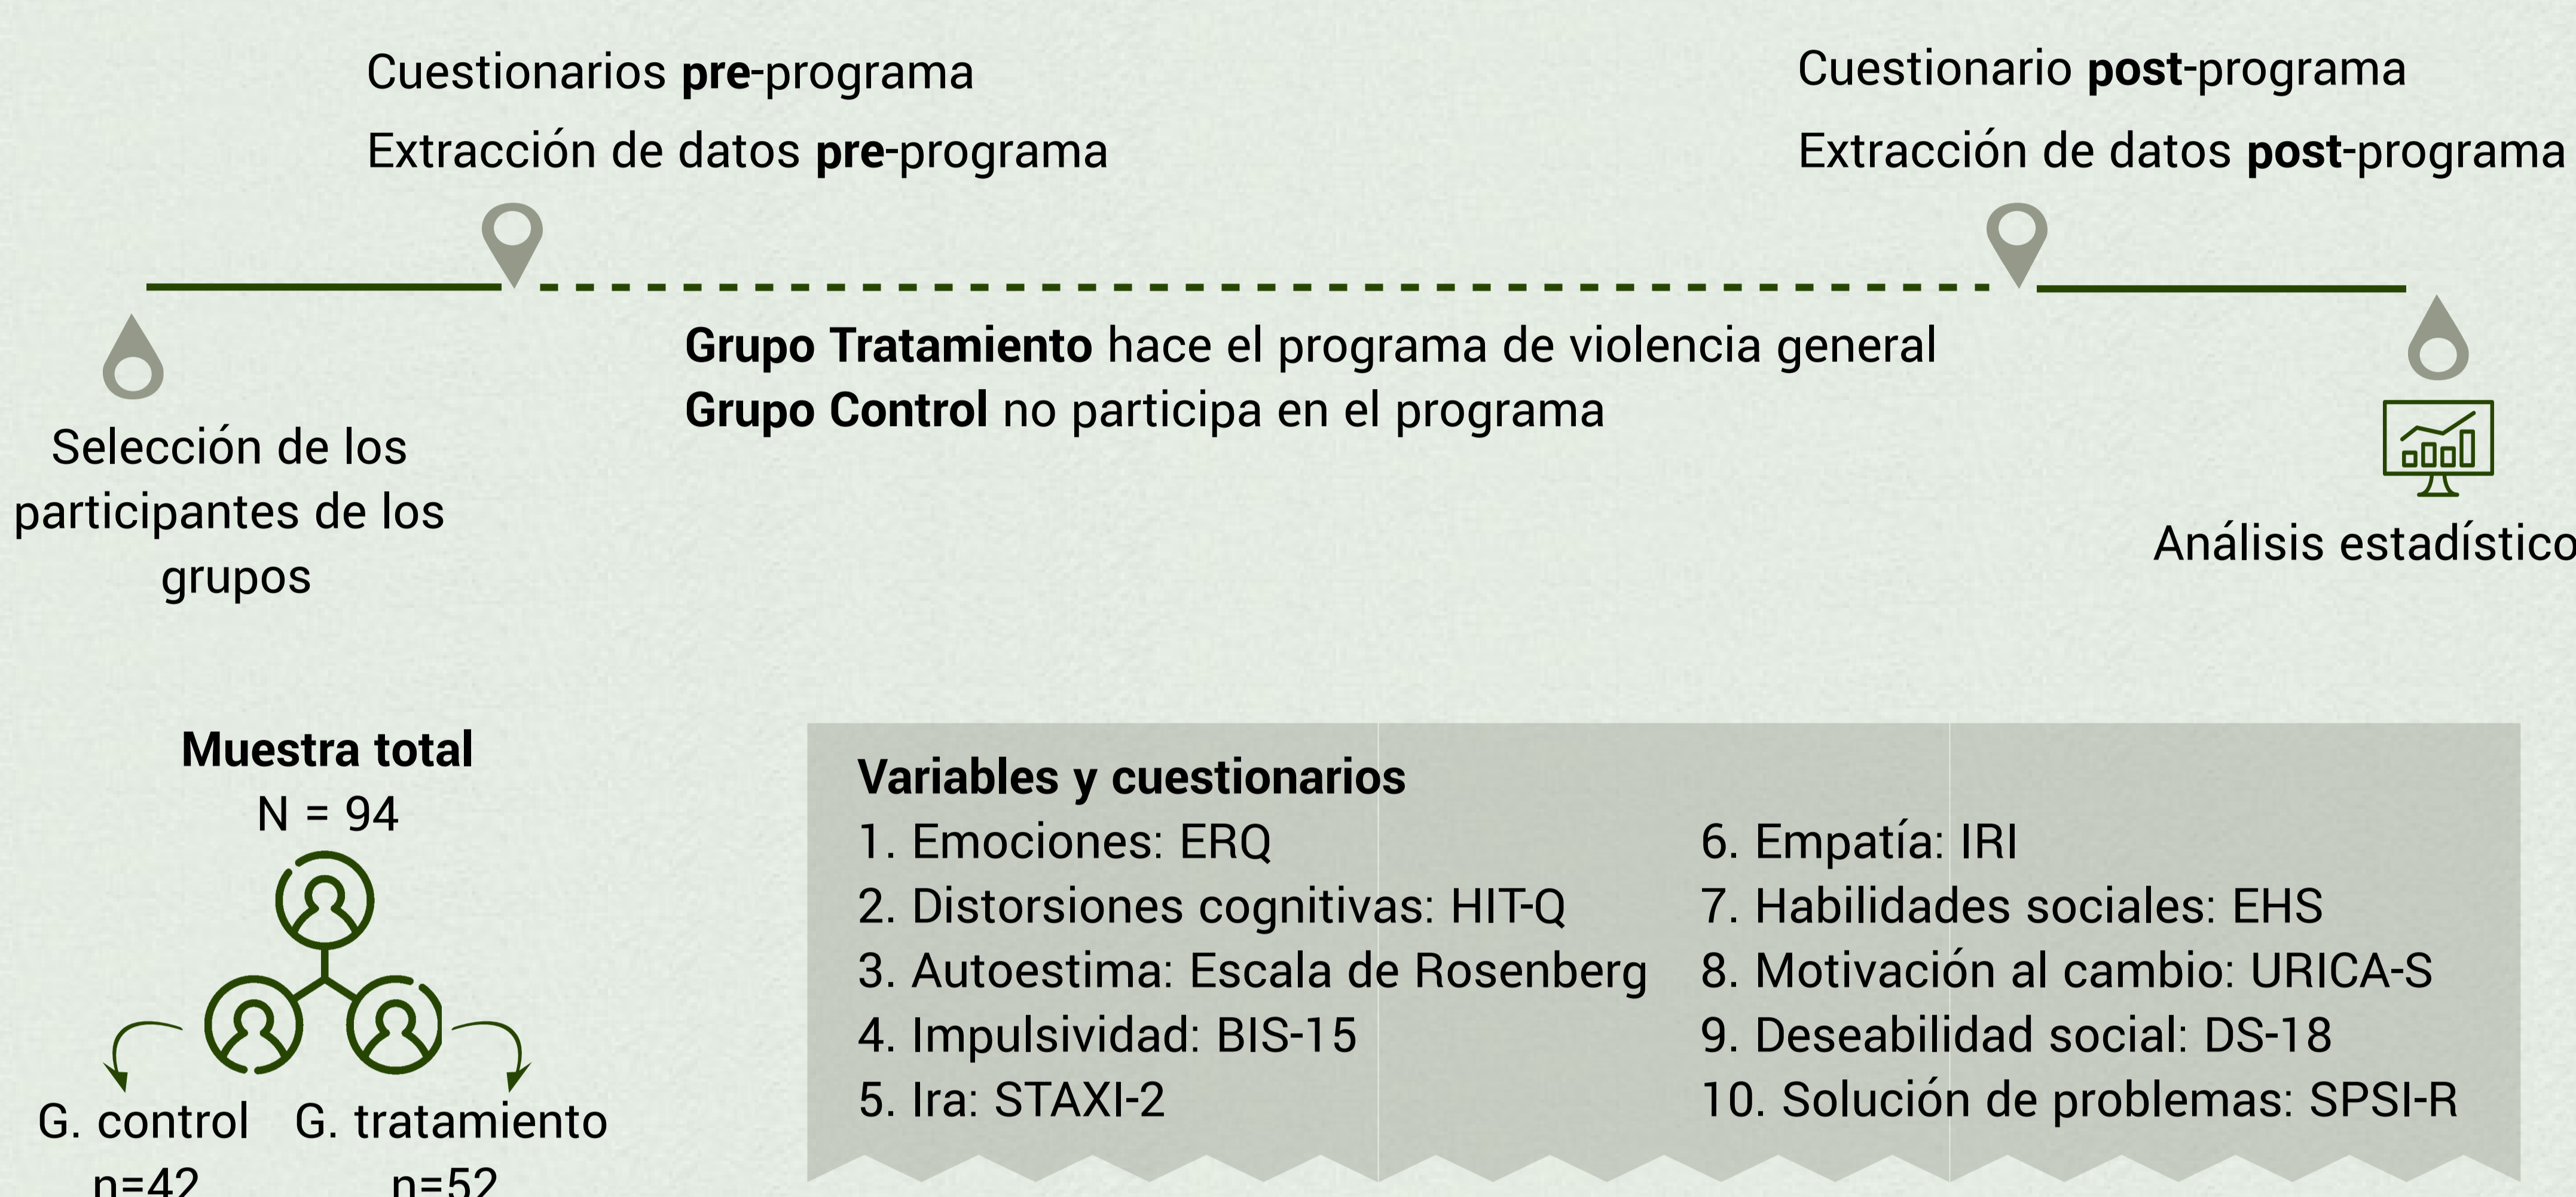 Cuestionarios pre-programa
Extracción de datos pre-programa
Cuestionario post-programa
Extracción de datos post-programa
Selección de los
participantes de los
grupos
Grupo Tratamiento hace el programa de violencia general
Grupo Control no participa en el programa
Análisis estadístico
Muestra total
N = 94
G. control
n=42
G. tratamiento
n=52
Variables y cuestionarios
1. Emociones: ERQ
2. Distorsiones cognitivas: HIT-Q
3. Autoestima: Escala de Rosenberg
4. Impulsividad: BIS-15
5. Ira: STAXI-2
6. Empatía: IRI
7. Habilidades sociales: EHS
8. Motivación al cambio: URICA-S
9. Deseabilidad social: DS-18
10. Solución de problemas: SPSI-R